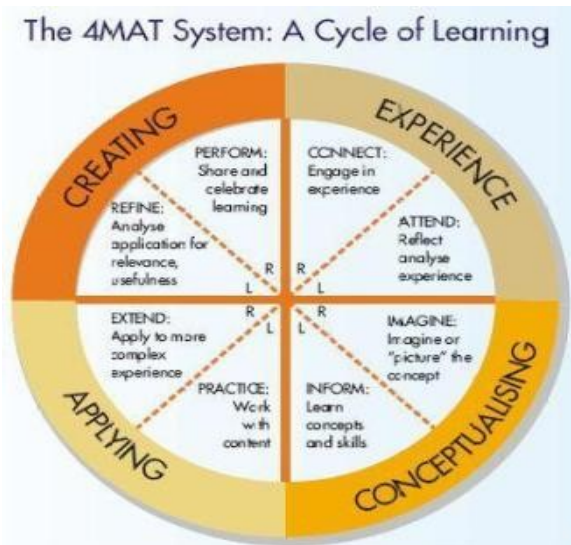 The 4MAT System: A Cycle of Learning
CREATING
EXPERIENCE
PERFORM:
Share and
celebrate
learning
CONNECT:
Engage in
experience
REFINE:
Analyse
application for
relevance,
usefulness
ATTEND:
Reflect
analyse
experience
R
R
L
L
R
R
L
L
EXTEND:
Apply to more
complex
experience
IMAGINE:
Imagine or
"picture" the
concept
PRACTICE:
Work
with
content
INFORM:
Learn
concepts
and skills
APPLYING
CONCEPTUALISING